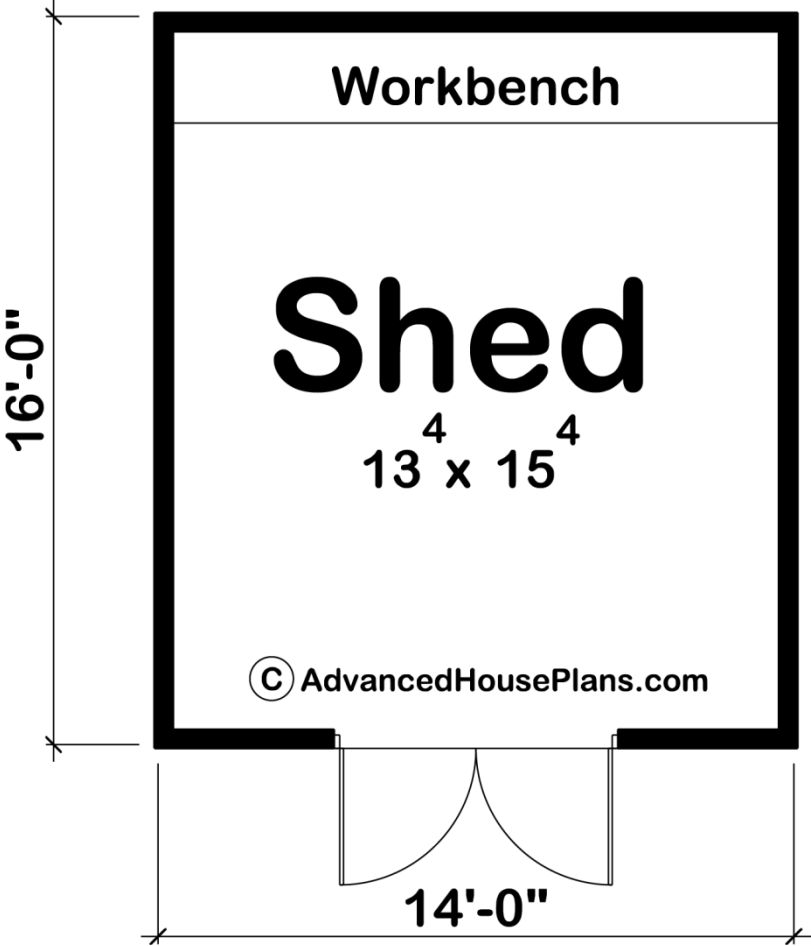 Workbench
16'-0"
Shed
13⁴ x 15⁴
© AdvancedHousePlans.com
14'-0"